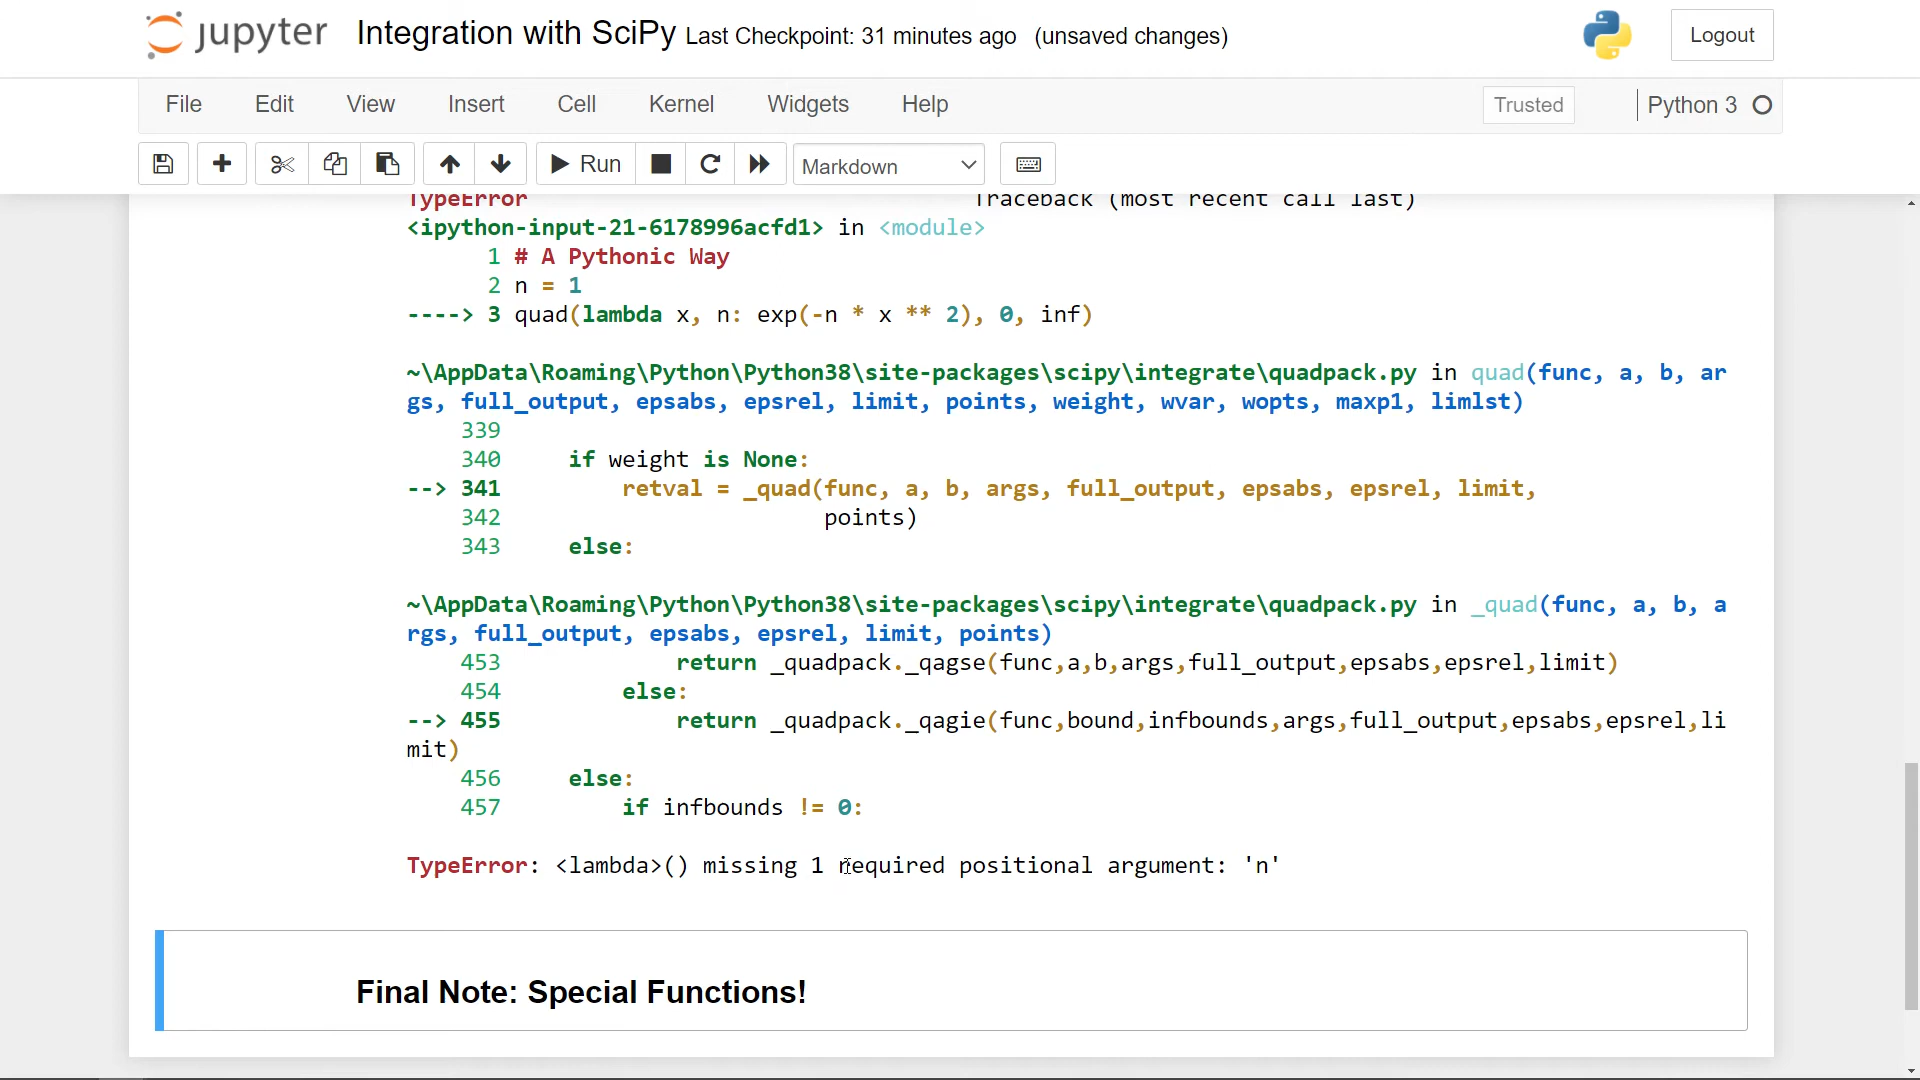 jupyter Integration with SciPy Last Checkpoint: 31 minutes ago (unsaved changes) Logout
File Edit View Insert Cell Kernel Widgets Help Trusted Python 3
Run Markdown
TypeError Traceback (most recent call last)
<ipython-input-21-6178996acfd1> in <module>
1 # A Pythonic Way
2 n = 1
----> 3 quad(lambda x, n: exp(-n * x ** 2), 0, inf)
~\AppData\Roaming\Python\Python38\site-packages\scipy\integrate\quadpack.py in quad(func, a, b, ar
gs, full_output, epsabs, epsrel, limit, points, weight, wvar, wopts, maxp1, limlst)
339
340 if weight is None:
--> 341 retval = _quad(func, a, b, args, full_output, epsabs, epsrel, limit,
342 points)
343 else:
~\AppData\Roaming\Python\Python38\site-packages\scipy\integrate\quadpack.py in _quad(func, a, b, a
rgs, full_output, epsabs, epsrel, limit, points)
453 return _quadpack._qagse(func,a,b,args,full_output,epsabs,epsrel,limit)
454 else:
--> 455 return _quadpack._qagie(func,bound,infbounds,args,full_output,epsabs,epsrel,li
mit)
456 else:
457 if infbounds != 0:
TypeError: <lambda>() missing 1 required positional argument: 'n'
Final Note: Special Functions!